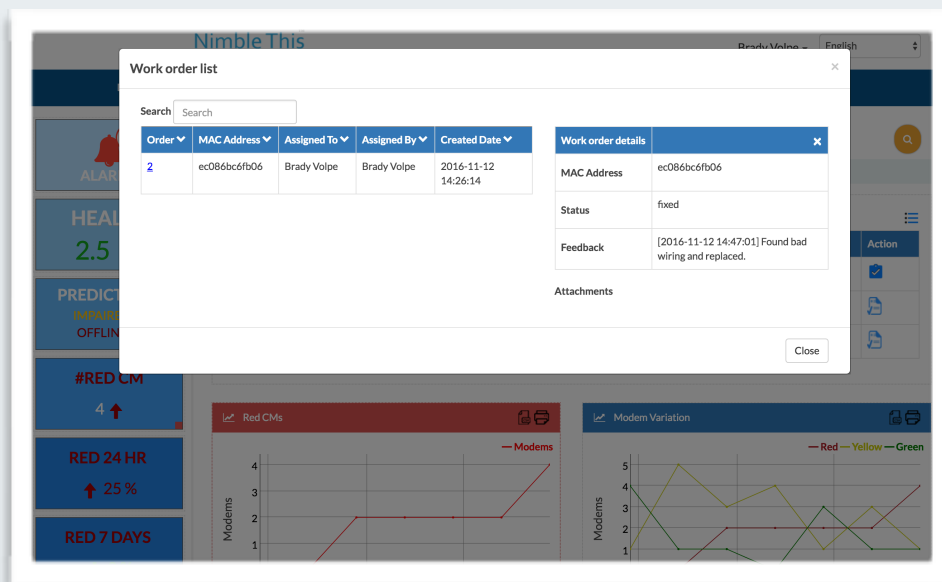 Nimble This
Brady Volpe
English
Work order list
×
Search Search
Order MAC Address Assigned To Assigned By Created Date
2 ec086bc6fb06 Brady Volpe Brady Volpe 2016-11-12
14:26:14
Work order details ×
MAC Address ec086bc6fb06
Status fixed
Feedback [2016-11-12 14:47:01] Found bad
wiring and replaced.
Attachments
Close
ALAR
HEAL
2.5
PREDICT
IMPAIRE
OFFLIN
#RED CM
4
RED 24 HR
25 %
RED 7 DAYS
Action
Red CMs
Modems
Modems
4
3
2
1
Modem Variation
Red Yellow Green
Modems
5
4
3
2
1